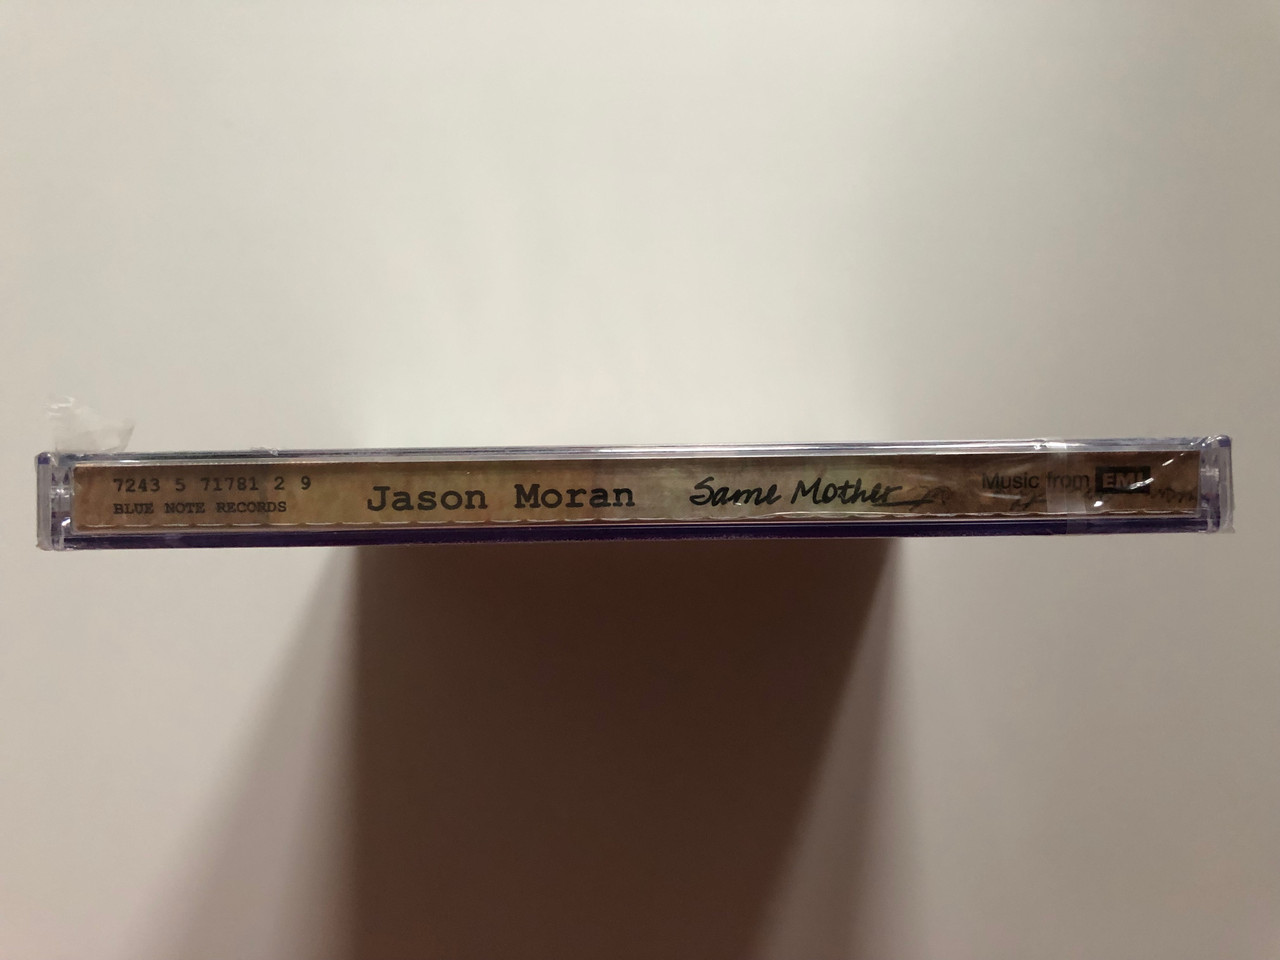 7243 5 71781 2 9
BLUE NOTE RECORDS
Jason Moran
Same Mother
Music from EMI